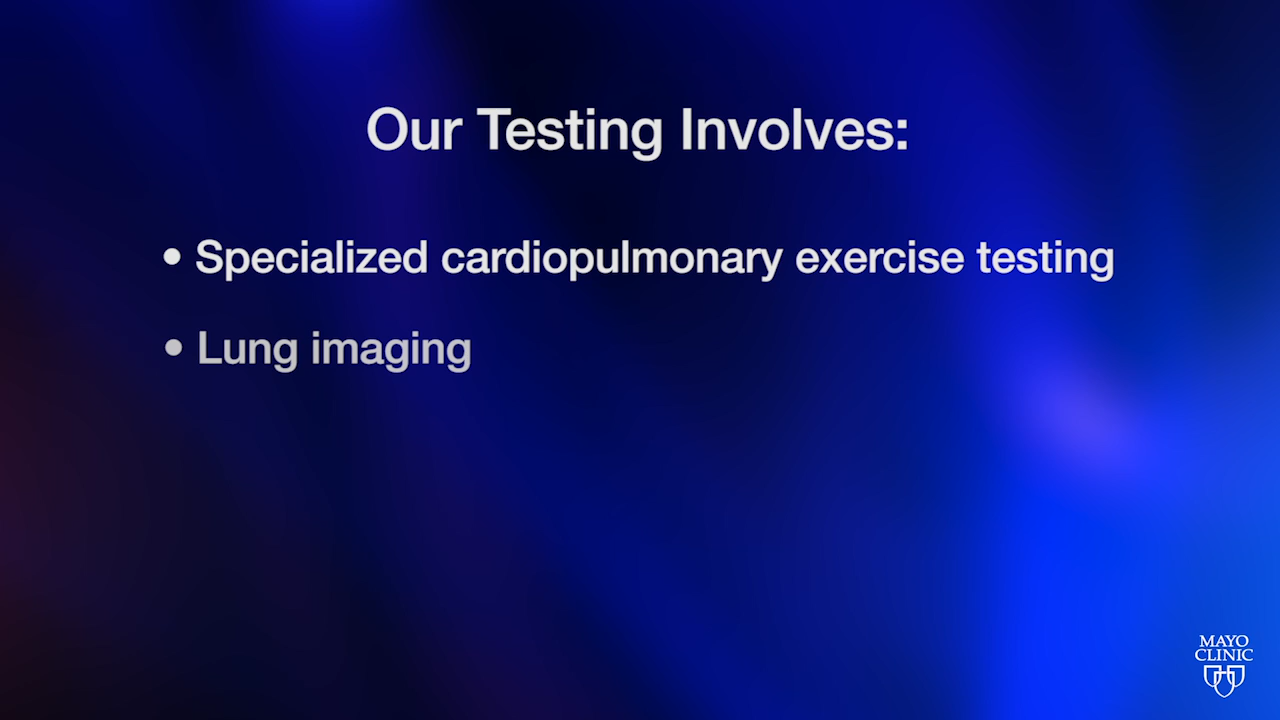 Our Testing Involves:
• Specialized cardiopulmonary exercise testing
• Lung imaging
MAYO
CLINIC